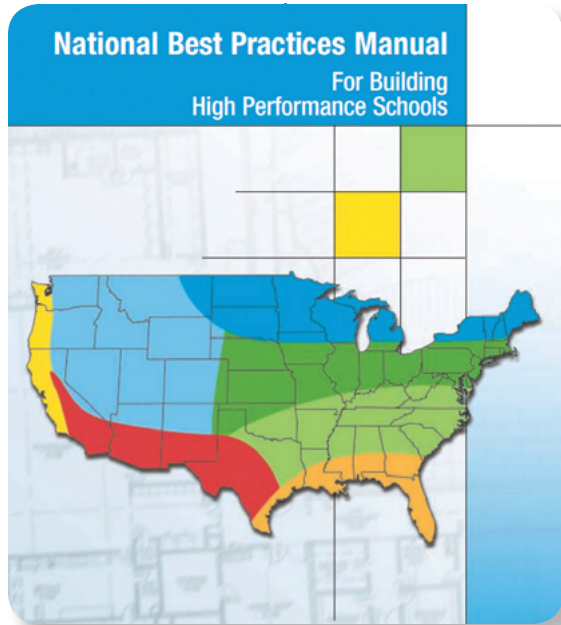 National Best Practices Manual
For Building
High Performance Schools